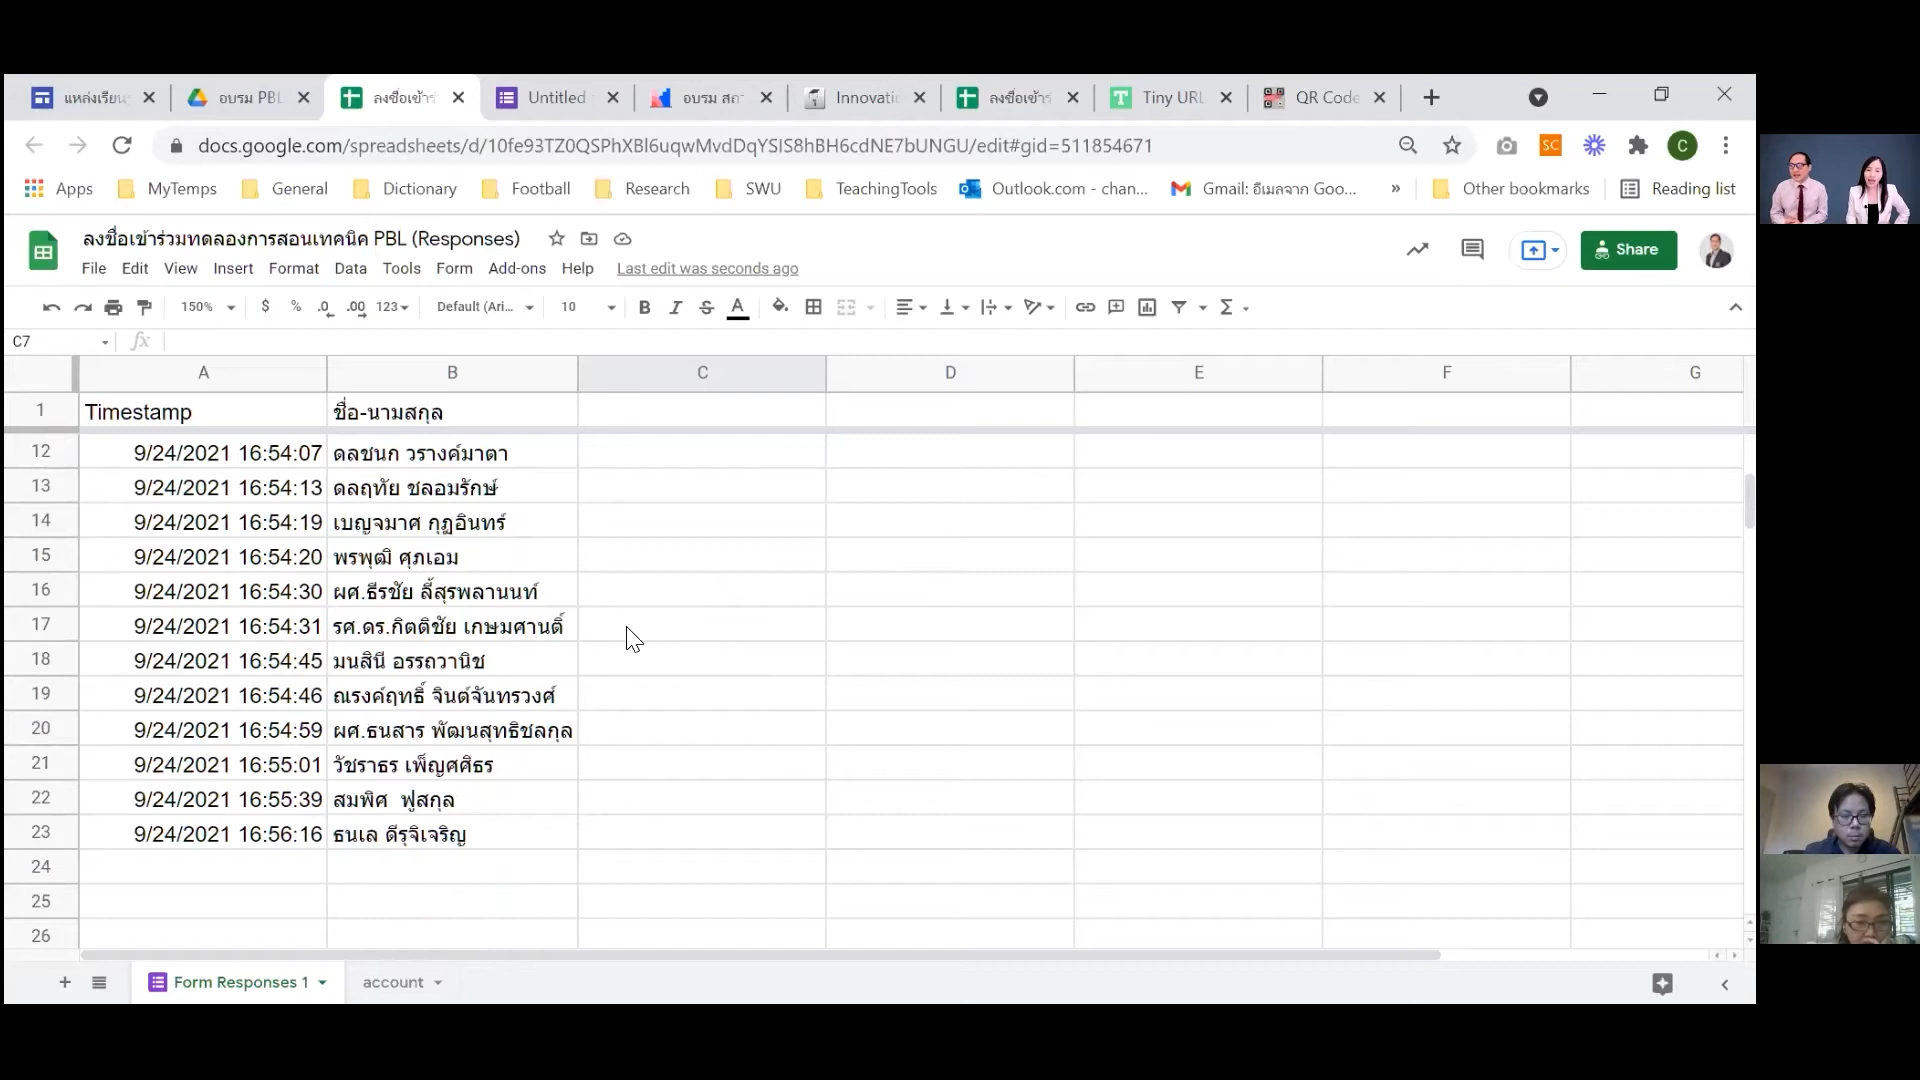 แหล่งเรียนรู้ อบรม PBL ลงชื่อเข้าร่ Untitled อบรม สถา Innovati ลงชื่อเข้าร่ Tiny URL QR Code
docs.google.com/spreadsheets/d/10fe93TZ0QSPhXBl6uqwMvdDqYSIS8hBH6cdNE7bUNGU/edit#gid=511854671 SC C
Apps MyTemps General Dictionary Football Research SWU TeachingTools Outlook.com - chan... Gmail: อีเมลจาก Goo... » Other bookmarks Reading list
ลงชื่อเข้าร่วมทดลองการสอนเทคนิค PBL (Responses)
File Edit View Insert Format Data Tools Form Add-ons Help Last edit was seconds ago Share
150% $ % .0 .00 123 Default (Ari... 10 B I S A Σ
C7 fx
A B C D E F G
1 Timestamp ชื่อ-นามสกุล
12 9/24/2021 16:54:07 ดลชนก วรางค์มาตา
13 9/24/2021 16:54:13 ดลฤทัย ชลอมรักษ์
14 9/24/2021 16:54:19 เบญจมาศ กุฏอินทร์
15 9/24/2021 16:54:20 พรพุฒิ ศุภเอม
16 9/24/2021 16:54:30 ผศ.ธีรชัย ลี้สุรพลานนท์
17 9/24/2021 16:54:31 รศ.ดร.กิตติชัย เกษมศานติ์
18 9/24/2021 16:54:45 มนสินี อรรถวานิช
19 9/24/2021 16:54:46 ณรงค์ฤทธิ์ จินต์จันทรวงศ์
20 9/24/2021 16:54:59 ผศ.ธนสาร พัฒนสุทธิชลกุล
21 9/24/2021 16:55:01 วัชราธร เพ็ญศศิธร
22 9/24/2021 16:55:39 สมพิศ ฟูสกุล
23 9/24/2021 16:56:16 ธนเล ดีรุจิเจริญ
24
25
26
Form Responses 1 account